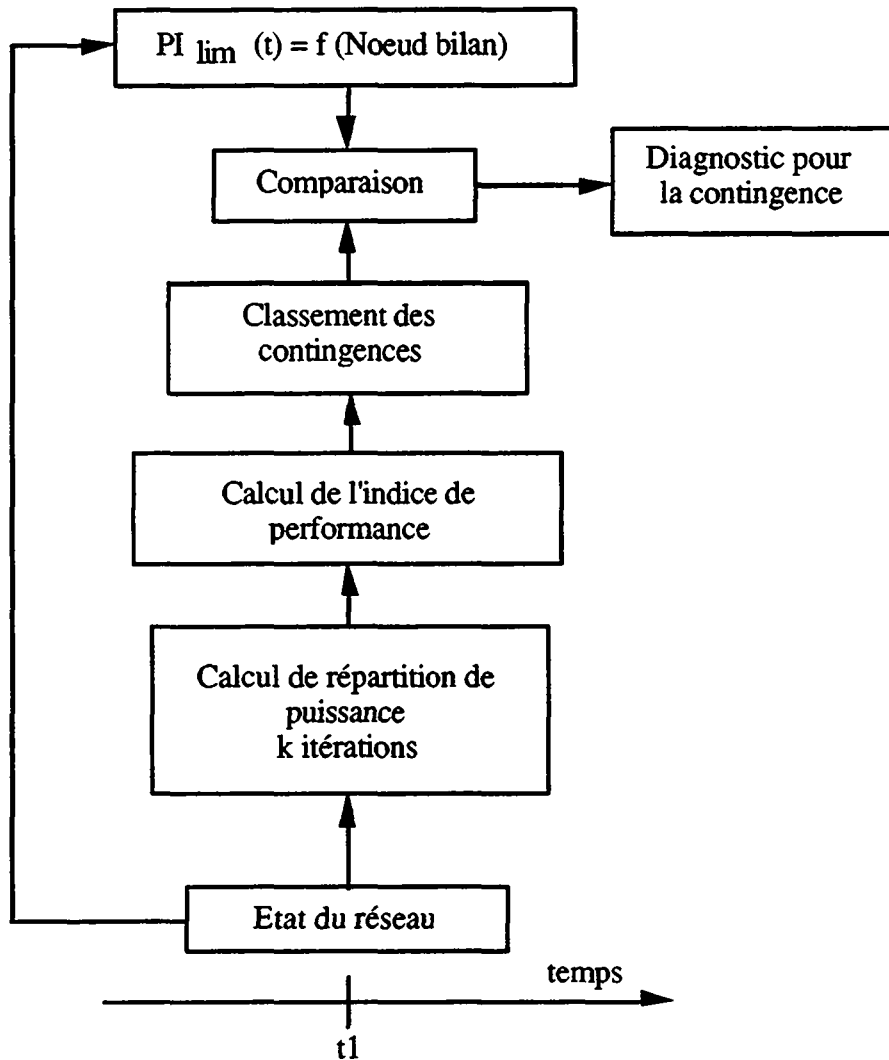 PI lim (t) = f (Noeud bilan)
Comparaison
Diagnostic pour
la contingence
Classement des
contingences
Calcul de l'indice de
performance
Calcul de répartition de
puissance
k itérations
Etat du réseau
temps
t1